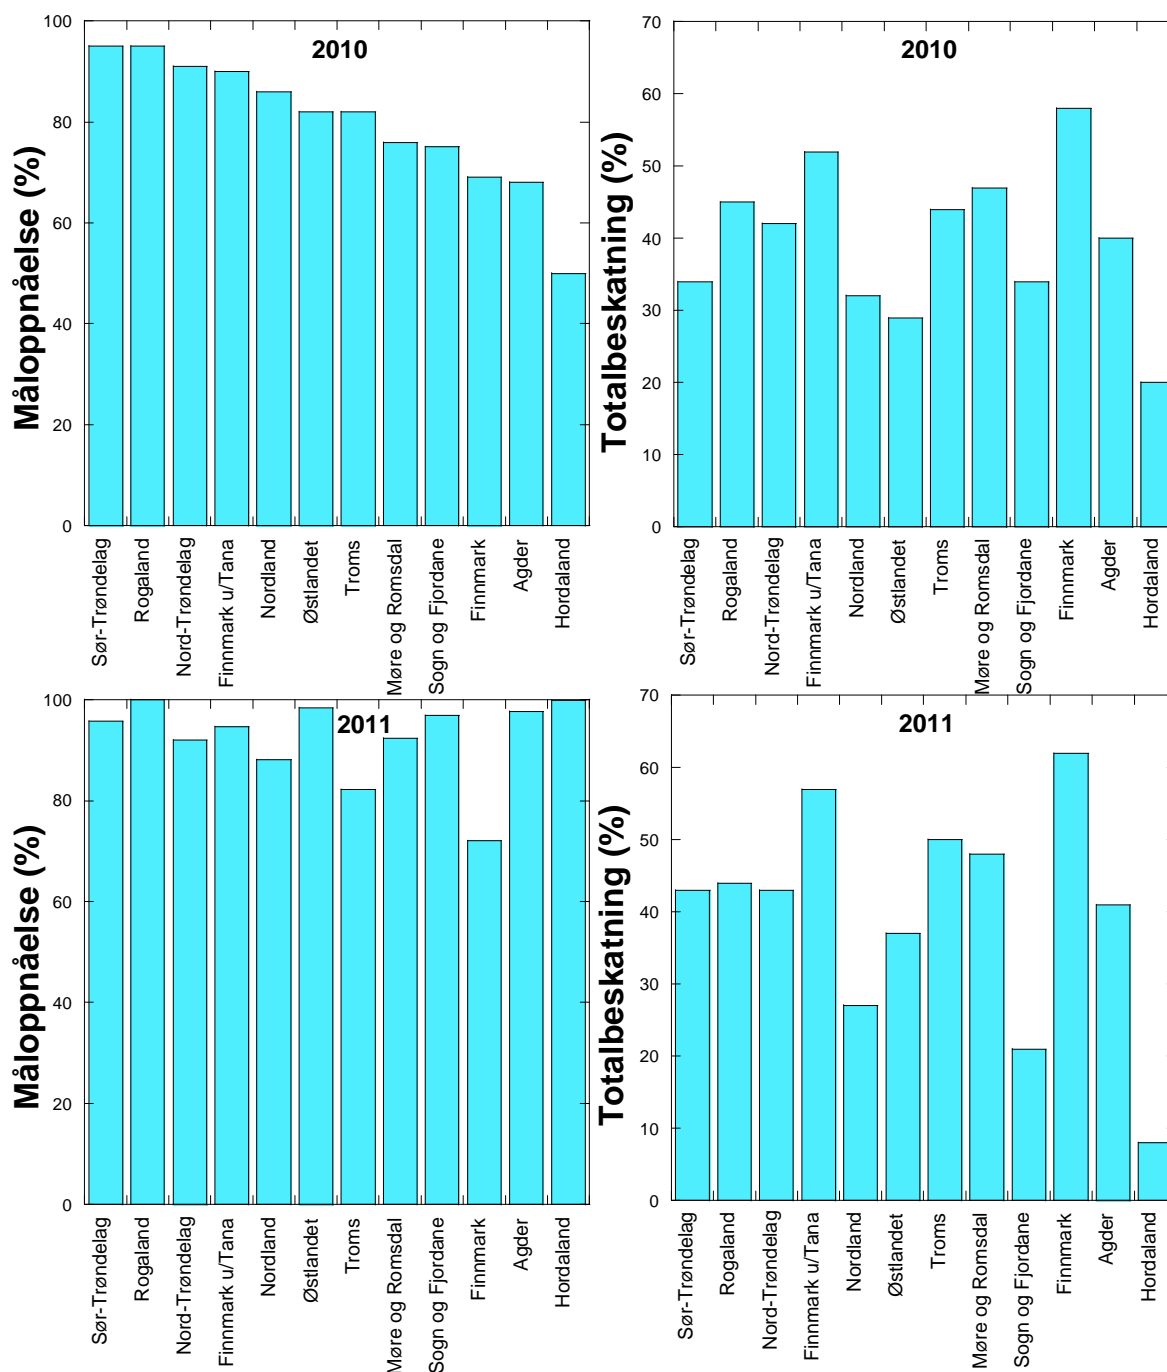 2010
Måloppnåelse (%)
100
80
60
40
20
0
Sør-Trøndelag
Rogaland
Nord-Trøndelag
Finnmark u/Tana
Nordland
Østlandet
Troms
Møre og Romsdal
Sogn og Fjordane
Finnmark
Agder
Hordaland
2010
Totalbeskatning (%)
70
60
50
40
30
20
10
0
Sør-Trøndelag
Rogaland
Nord-Trøndelag
Finnmark u/Tana
Nordland
Østlandet
Troms
Møre og Romsdal
Sogn og Fjordane
Finnmark
Agder
Hordaland
2011
Måloppnåelse (%)
100
80
60
40
20
0
Sør-Trøndelag
Rogaland
Nord-Trøndelag
Finnmark u/Tana
Nordland
Østlandet
Troms
Møre og Romsdal
Sogn og Fjordane
Finnmark
Agder
Hordaland
2011
Totalbeskatning (%)
70
60
50
40
30
20
10
0
Sør-Trøndelag
Rogaland
Nord-Trøndelag
Finnmark u/Tana
Nordland
Østlandet
Troms
Møre og Romsdal
Sogn og Fjordane
Finnmark
Agder
Hordaland